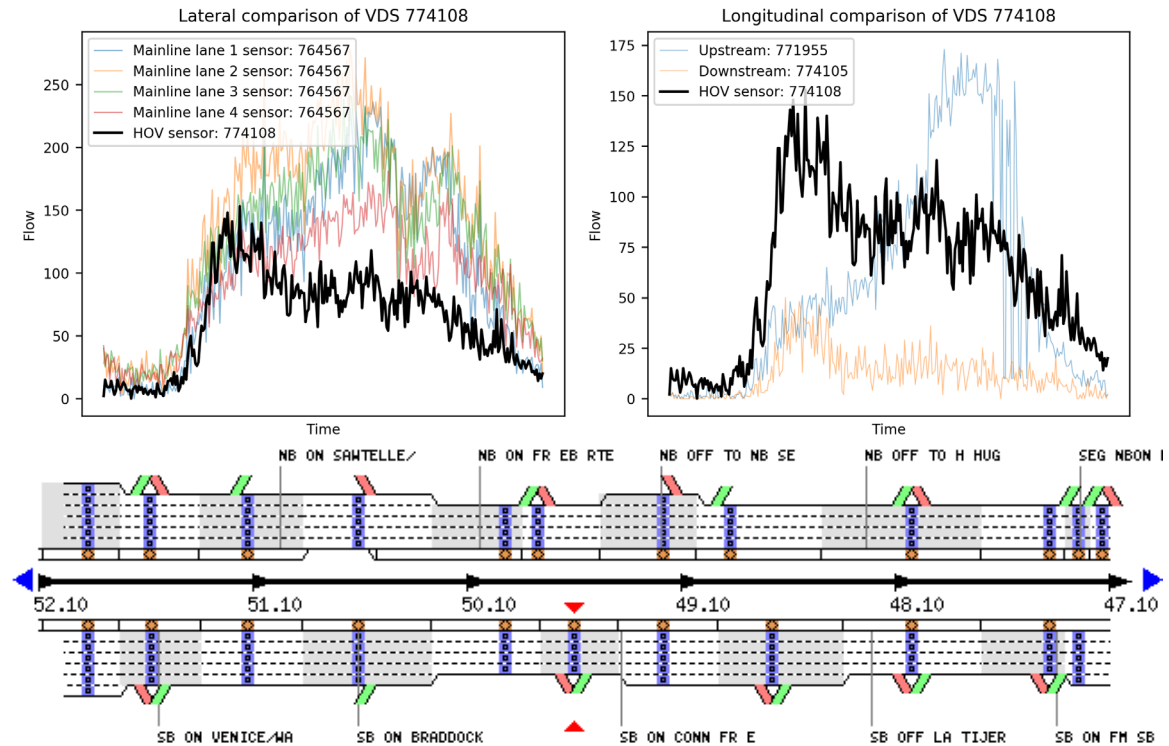 Lateral comparison of VDS 774108
Mainline lane 1 sensor: 764567
Mainline lane 2 sensor: 764567
Mainline lane 3 sensor: 764567
Mainline lane 4 sensor: 764567
HOV sensor: 774108
250
200
150
100
50
0
Flow
Time
Longitudinal comparison of VDS 774108
Upstream: 771955
Downstream: 774105
HOV sensor: 774108
175
150
125
100
75
50
25
0
Flow
Time
NB ON SAWTELLE/ NB ON FR EB RTE NB OFF TO NB SE NB OFF TO H HUG SEG NBON
52.10 51.10 50.10 49.10 48.10 47.10
SB ON VENICE/WA SB ON BRADDOCK SB ON CONN FR E SB OFF LA TIJER SB ON FM SB